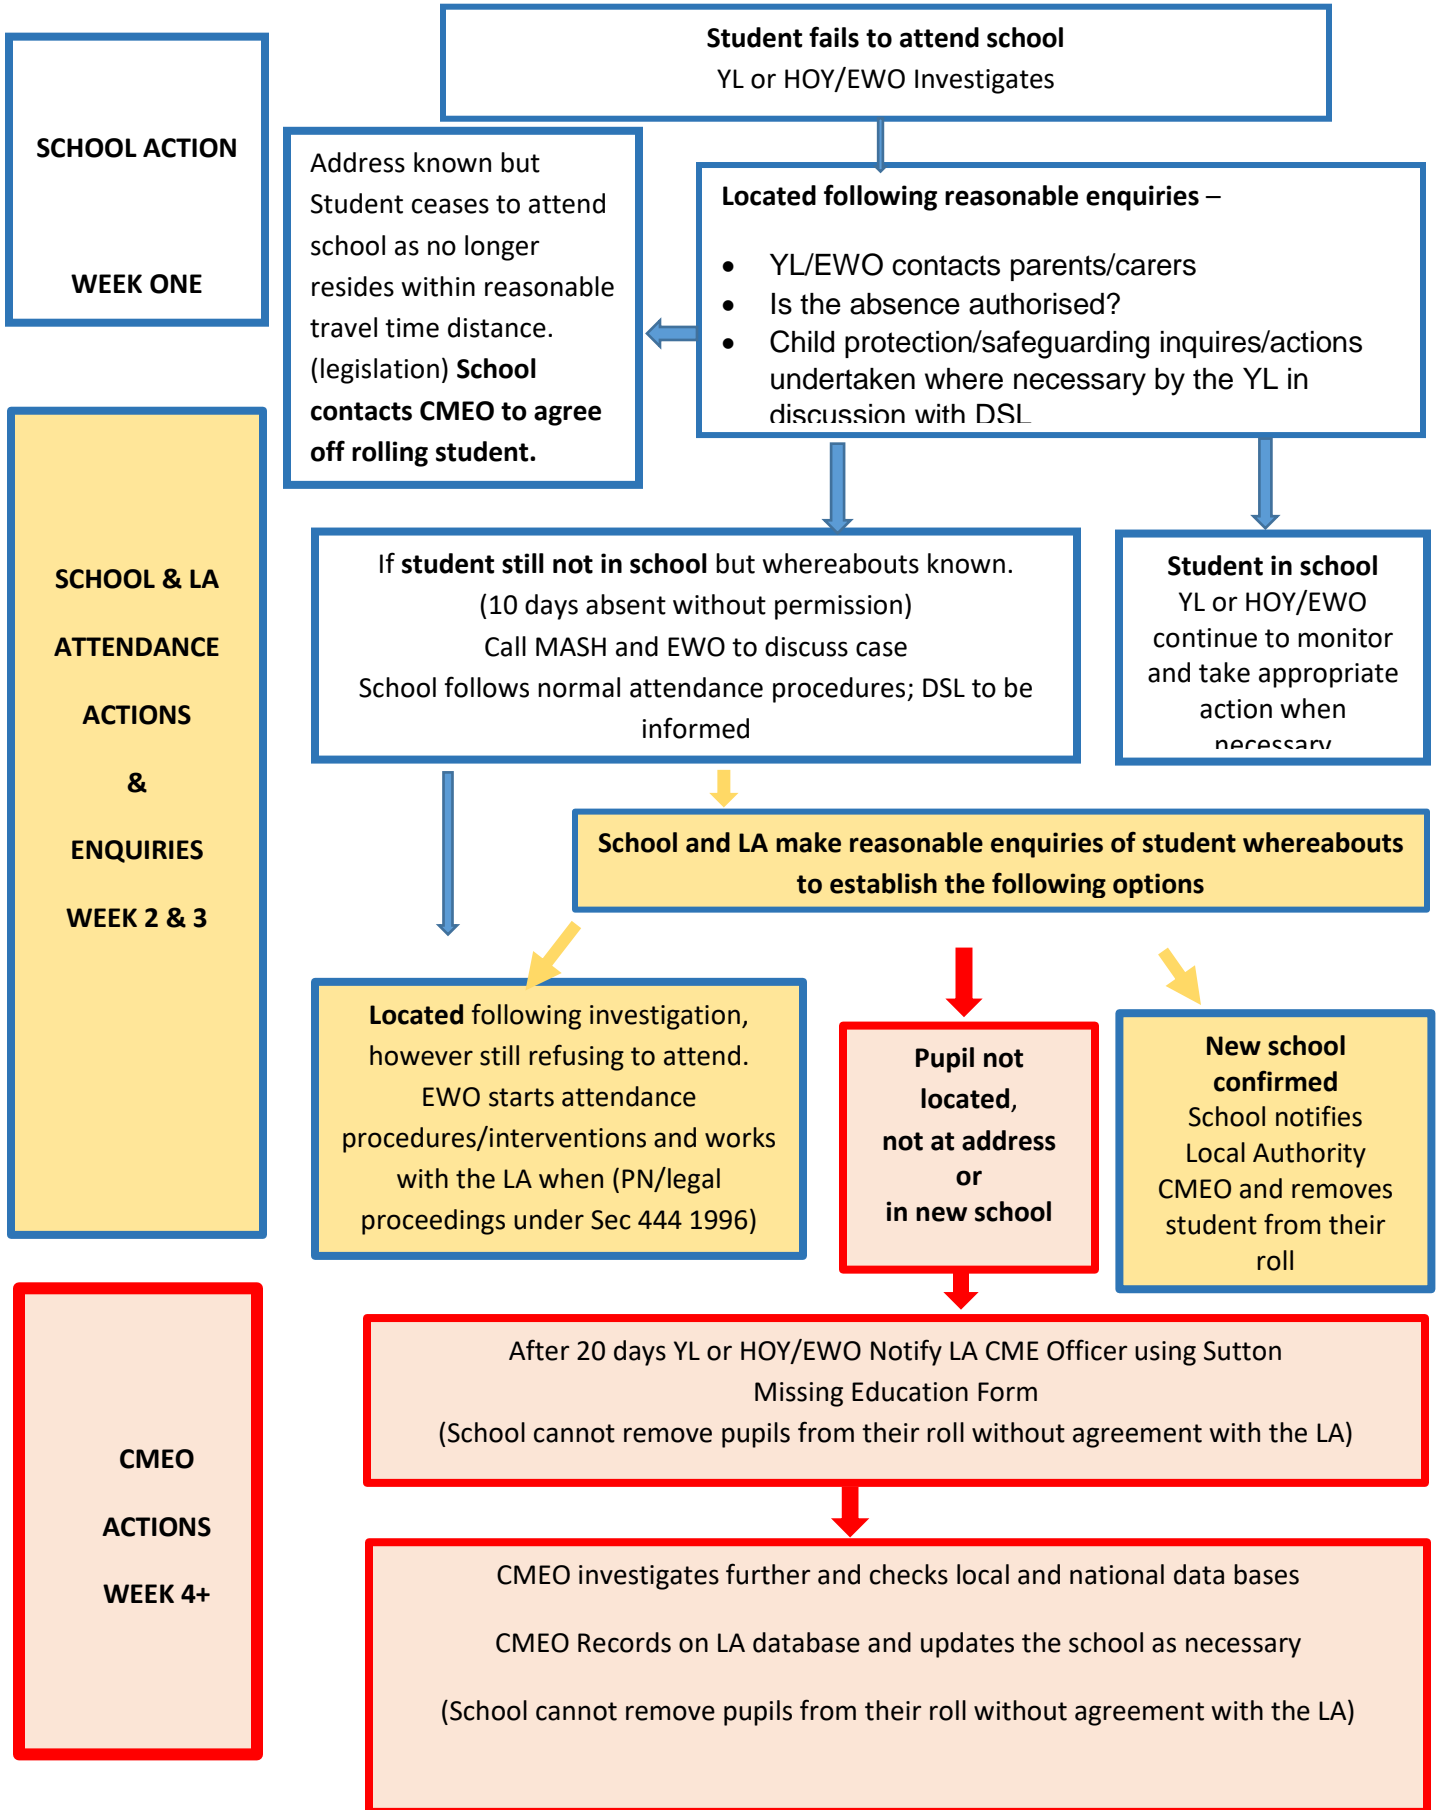 Student fails to attend school
YL or HOY/EWO Investigates
SCHOOL ACTION
WEEK ONE
Address known but
Student ceases to attend
school as no longer
resides within reasonable
travel time distance.
(legislation) School
contacts CMEO to agree
off rolling student.
Located following reasonable enquiries –
• YL/EWO contacts parents/carers
• Is the absence authorised?
• Child protection/safeguarding inquires/actions
undertaken where necessary by the YL in
discussion with DSL
SCHOOL & LA
ATTENDANCE
ACTIONS
&
ENQUIRIES
WEEK 2 & 3
If student still not in school but whereabouts known.
(10 days absent without permission)
Call MASH and EWO to discuss case
School follows normal attendance procedures; DSL to be
informed
Student in school
YL or HOY/EWO
continue to monitor
and take appropriate
action when
necessary
School and LA make reasonable enquiries of student whereabouts
to establish the following options
Located following investigation,
however still refusing to attend.
EWO starts attendance
procedures/interventions and works
with the LA when (PN/legal
proceedings under Sec 444 1996)
Pupil not
located,
not at address
or
in new school
New school
confirmed
School notifies
Local Authority
CMEO and removes
student from their
roll
CMEO
ACTIONS
WEEK 4+
After 20 days YL or HOY/EWO Notify LA CME Officer using Sutton
Missing Education Form
(School cannot remove pupils from their roll without agreement with the LA)
CMEO investigates further and checks local and national data bases
CMEO Records on LA database and updates the school as necessary
(School cannot remove pupils from their roll without agreement with the LA)